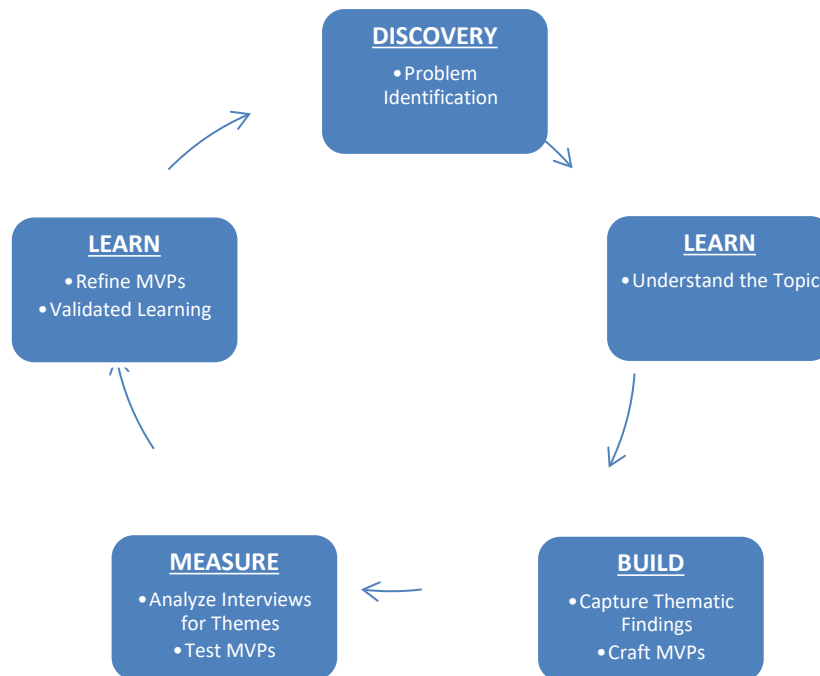 DISCOVERY
•Problem
Identification
LEARN
•Understand the Topic
BUILD
•Capture Thematic
Findings
•Craft MVPs
MEASURE
•Analyze Interviews
for Themes
•Test MVPs
LEARN
•Refine MVPs
•Validated Learning